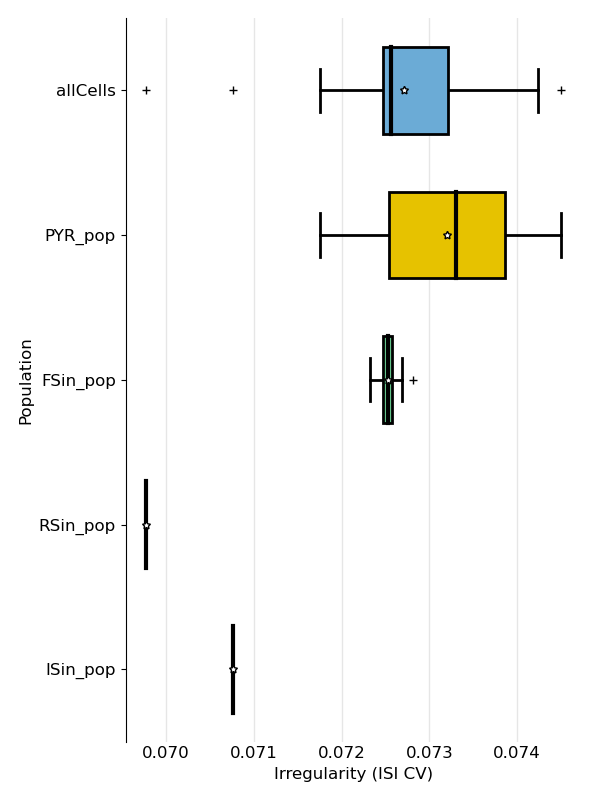 allCells
PYR_pop
FSin_pop
RSin_pop
ISin_pop
Population
0.070 0.071 0.072 0.073 0.074
Irregularity (ISI CV)